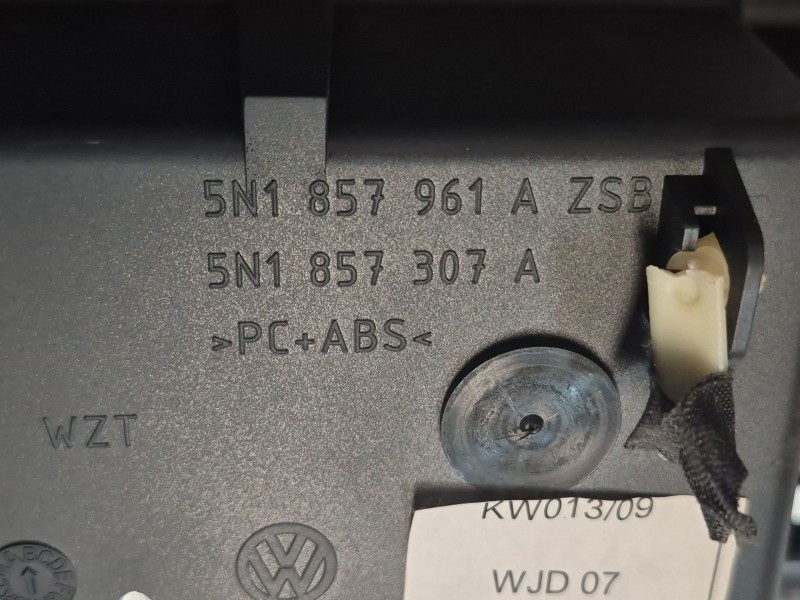 5N1 857 961 A ZSB
5N1 857 307 A
>PC+ABS<
WZT
KW013/09
WJD 07